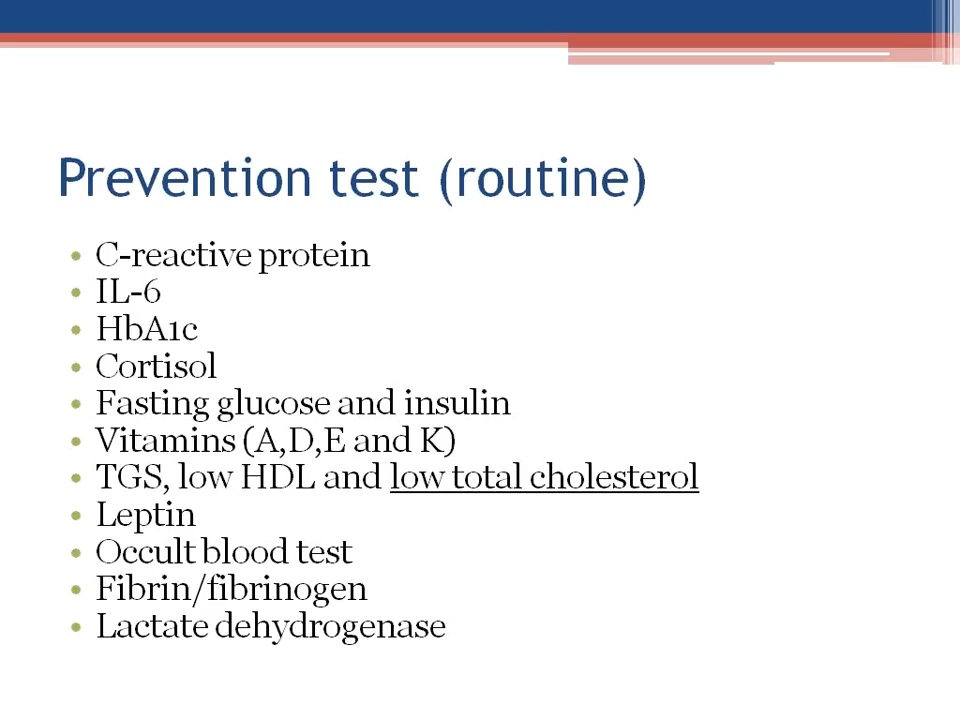 Prevention test (routine)
• C-reactive protein
• IL-6
• HbA1c
• Cortisol
• Fasting glucose and insulin
• Vitamins (A,D,E and K)
• TGS, low HDL and low total cholesterol
• Leptin
• Occult blood test
• Fibrin/fibrinogen
• Lactate dehydrogenase